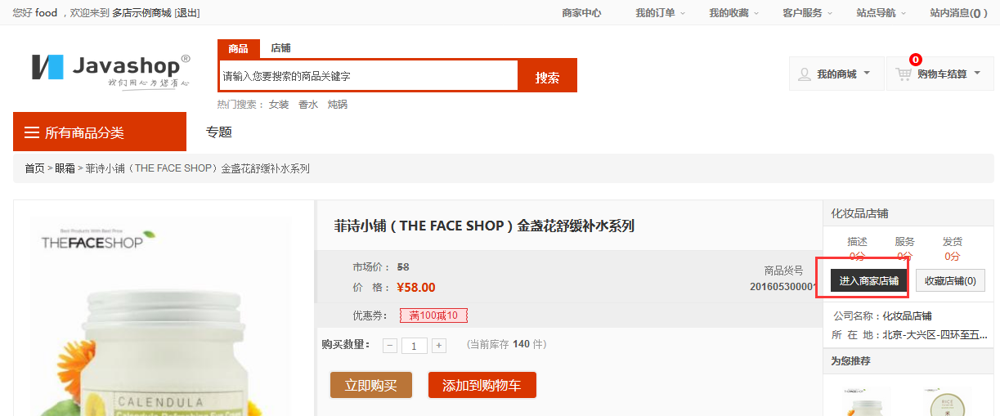 您好 food ，欢迎来到 多店示例商城 [退出]
商家中心 我的订单 我的收藏 客户服务 站点导航 站内消息(0 )
Javashop®
我们用心为您省心
商品 店铺
请输入您要搜索的商品关键字 搜索
热门搜索： 女装 香水 炖锅
我的商城
0
购物车结算
所有商品分类 专题
首页 > 眼霜 > 菲诗小铺（THE FACE SHOP）金盏花舒缓补水系列
Best Products With Best Price
THEFACESHOP
CALENDULA
菲诗小铺（THE FACE SHOP）金盏花舒缓补水系列
市场价： 58
价 格： ¥58.00
商品货号
201605300001
优惠券： 满100减10
购买数量： − 1 + (当前库存 140 件)
立即购买 添加到购物车
化妆品店铺
描述 服务 发货
0分 0分 0分
进入商家店铺 收藏店铺(0)
公司名称：化妆品店铺
所 在 地：北京-大兴区-四环至五...
为您推荐
THEFACESHOP
RICE